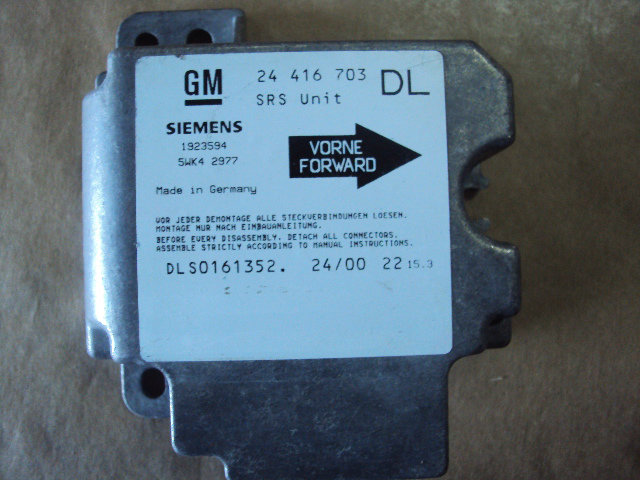 GM 24 416 703 DL
SRS Unit
SIEMENS
1923594
5WK4 2977
VORNE
FORWARD
Made in Germany
VOR JEDER DEMONTAGE ALLE STECKVERBINDUNGEN LOESEN.
MONTAGE NUR NACH EINBAUANLEITUNG.
BEFORE EVERY DISASSEMBLY. DETACH ALL CONNECTORS.
ASSEMBLE STRICTLY ACCORDING TO MANUAL INSTRUCTIONS.
DLS0161352. 24/00 22 15.3